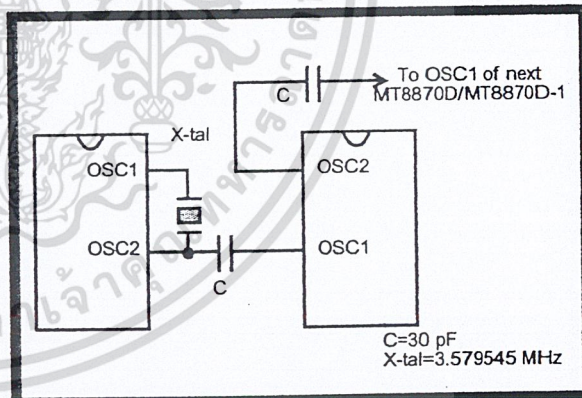 To OSC1 of next
MT8870D/MT8870D-1
C
X-tal
OSC1
OSC2
OSC2
OSC1
C
C=30 pF
X-tal=3.579545 MHz